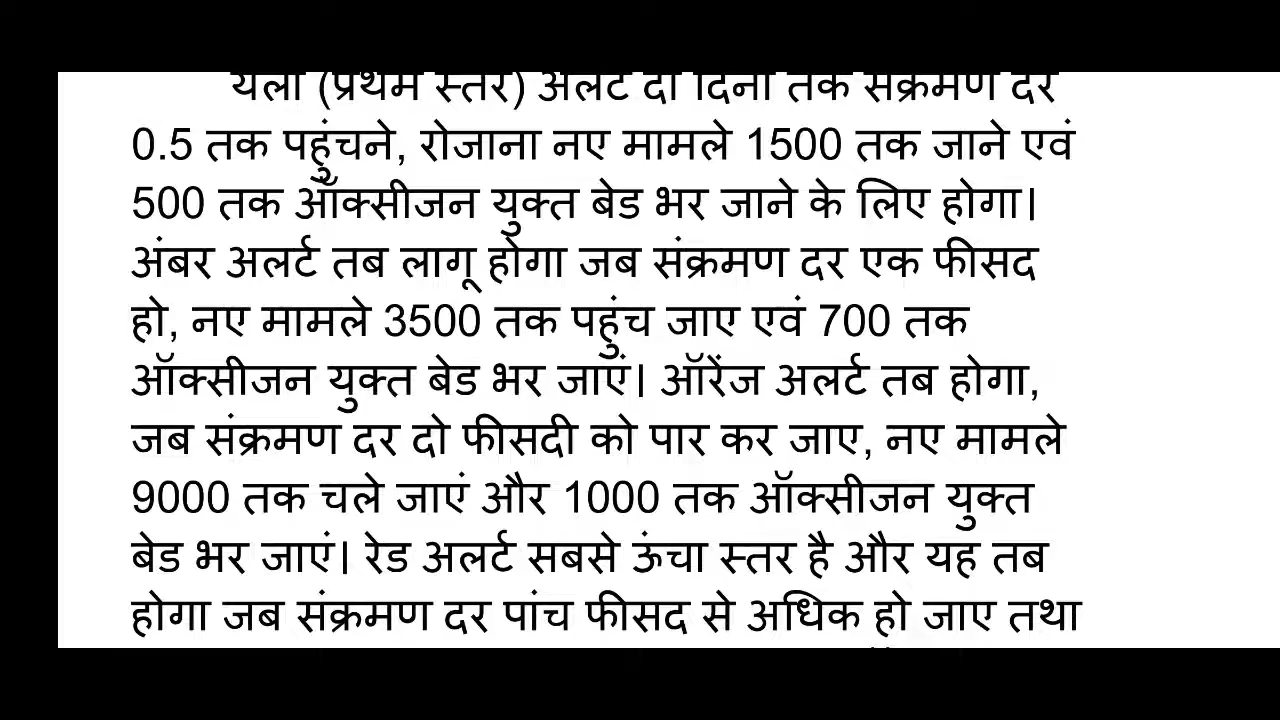 येलो (प्रथम स्तर) अलर्ट दो दिनों तक संक्रमण दर
0.5 तक पहुंचने, रोजाना नए मामले 1500 तक जाने एवं
500 तक ऑक्सीजन युक्त बेड भर जाने के लिए होगा।
अंबर अलर्ट तब लागू होगा जब संक्रमण दर एक फीसद
हो, नए मामले 3500 तक पहुंच जाए एवं 700 तक
ऑक्सीजन युक्त बेड भर जाएं। ऑरेंज अलर्ट तब होगा,
जब संक्रमण दर दो फीसदी को पार कर जाए, नए मामले
9000 तक चले जाएं और 1000 तक ऑक्सीजन युक्त
बेड भर जाएं। रेड अलर्ट सबसे ऊंचा स्तर है और यह तब
होगा जब संक्रमण दर पांच फीसद से अधिक हो जाए तथा